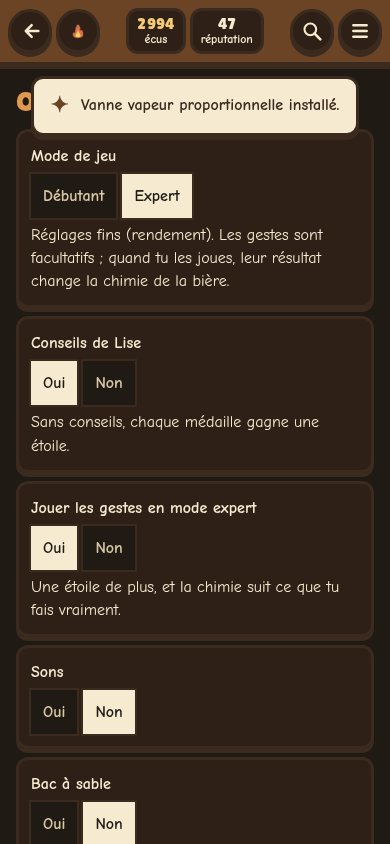 2 994
écus
47
réputation
Vanne vapeur proportionnelle installé.
Mode de jeu
Débutant
Expert
Réglages fins (rendement). Les gestes sont
facultatifs ; quand tu les joues, leur résultat
change la chimie de la bière.
Conseils de Lise
Oui
Non
Sans conseils, chaque médaille gagne une
étoile.
Jouer les gestes en mode expert
Oui
Non
Une étoile de plus, et la chimie suit ce que tu
fais vraiment.
Sons
Oui
Non
Bac à sable
Oui
Non